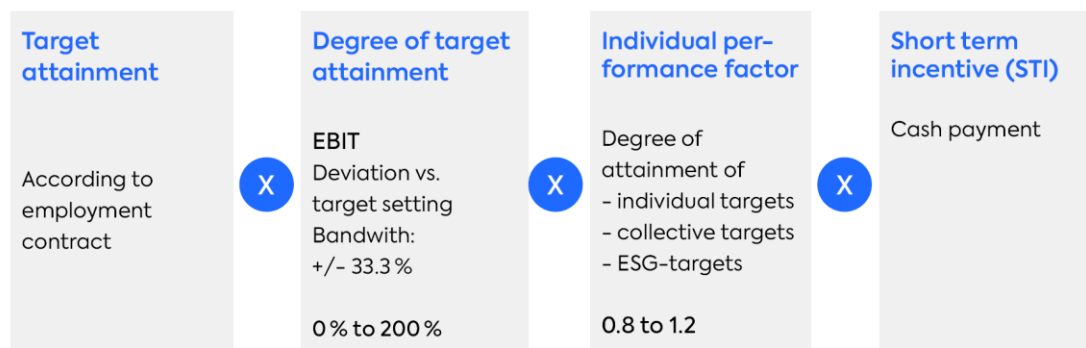 Target
attainment
According to
employment
contract
X
Degree of target
attainment
EBIT
Deviation vs.
target setting
Bandwith:
+/- 33.3 %
0 % to 200 %
X
Individual per-
formance factor
Degree of
attainment of
- individual targets
- collective targets
- ESG-targets
0.8 to 1.2
X
Short term
incentive (STI)
Cash payment